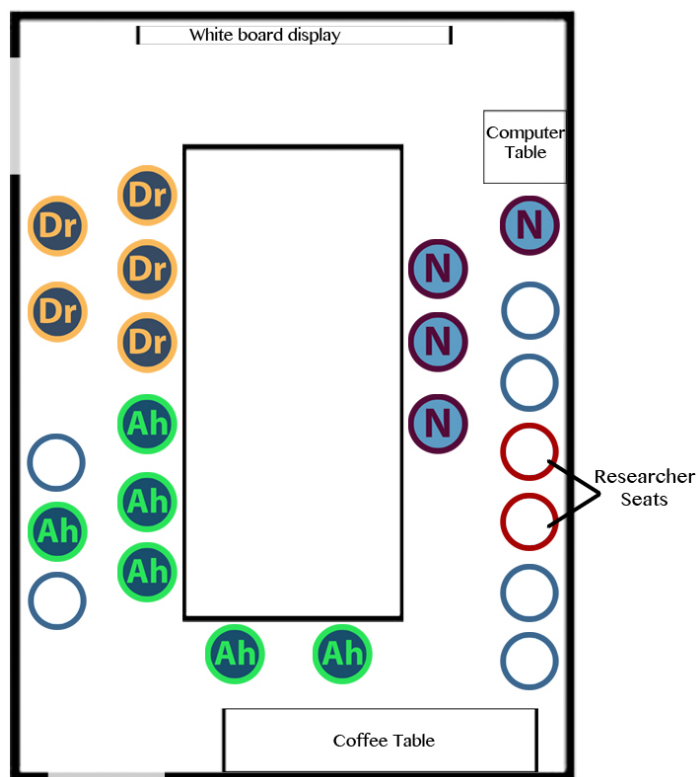 White board display
Computer
Table
Dr
Dr
N
Dr
N
Dr
Dr
N
Ah
N
Researcher
Seats
Ah
Ah
Ah
Ah
Ah
Coffee Table